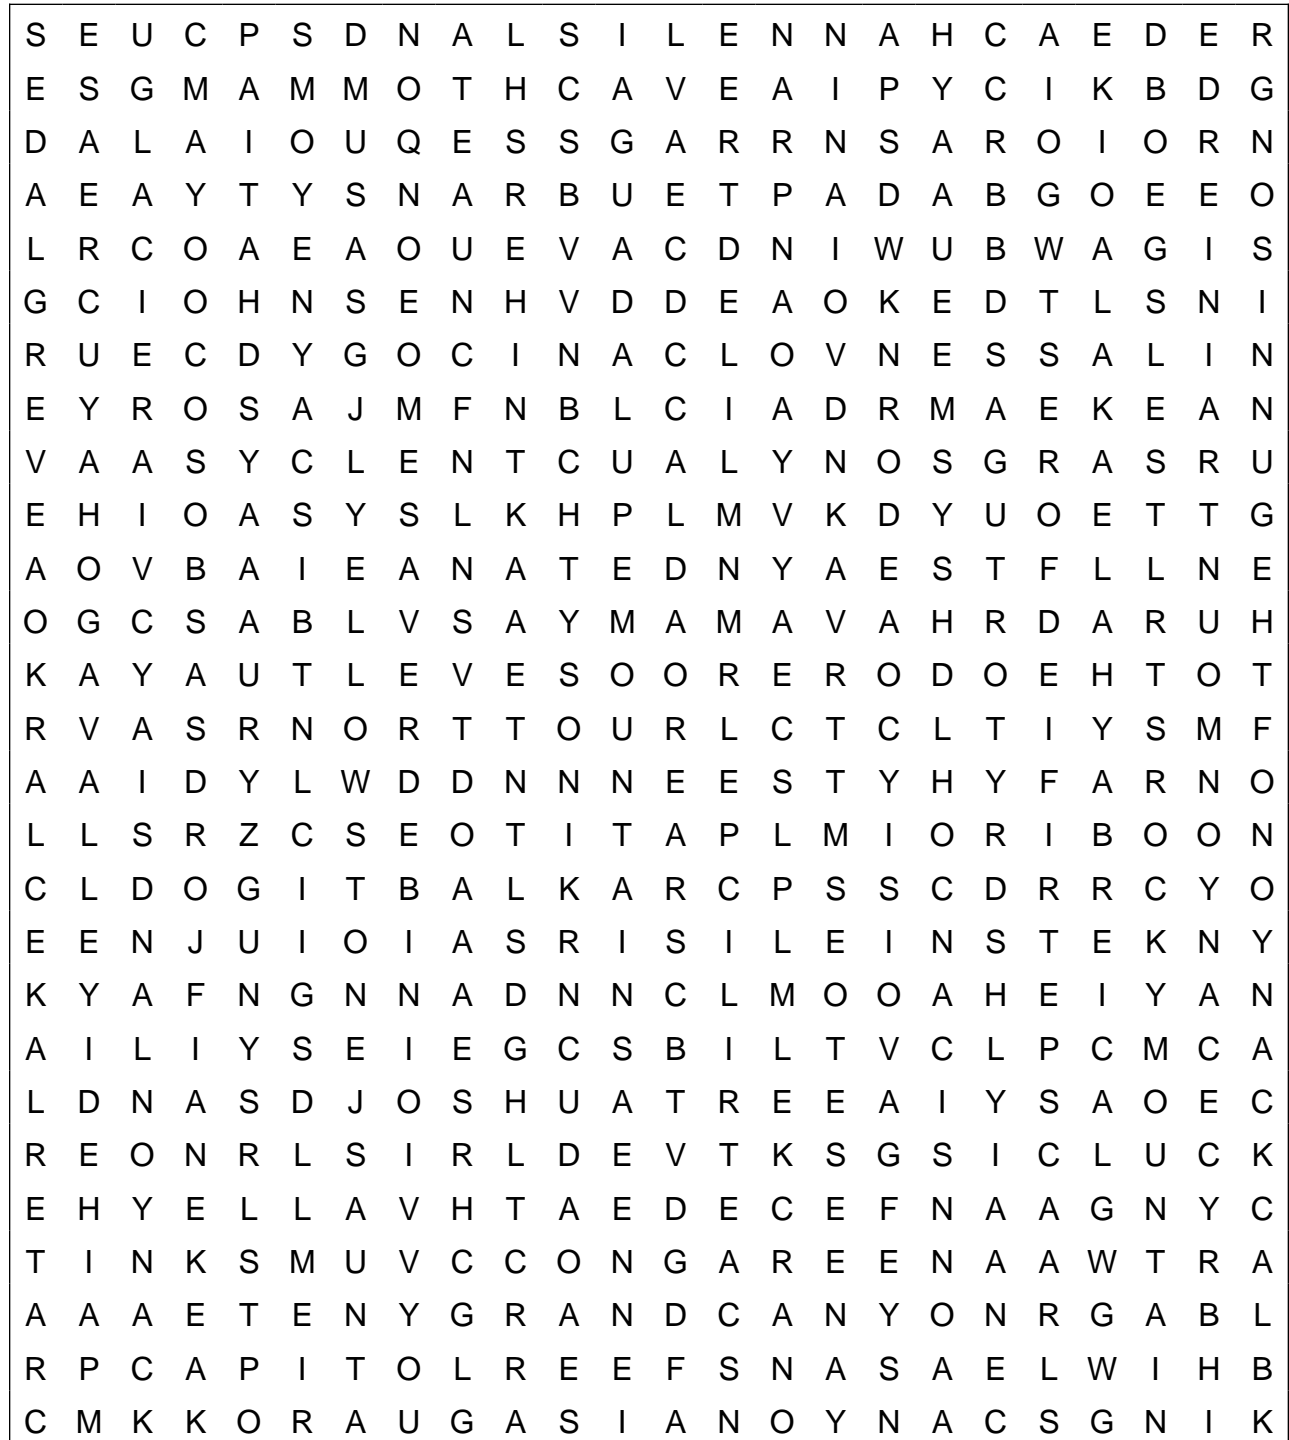 S E U C P S D N A L S I L E N N A H C A E D E R
E S G M A M M O T H C A V E A I P Y C I K B D G
D A L A I O U Q E S S G A R R N S A R O I O R N
A E A Y T Y S N A R B U E T P A D A B G O E E O
L R C O A E A O U E V A C D N I W U B W A G I S
G C I O H N S E N H V D D E A O K E D T L S N I
R U E C D Y G O C I N A C L O V N E S S A L I N
E Y R O S A J M F N B L C I A D R M A E K E A N
V A A S Y C L E N T C U A L Y N O S G R A S R U
E H I O A S Y S L K H P L M V K D Y U O E T T G
A O V B A I E A N A T E D N Y A E S T F L L N E
O G C S A B L V S A Y M A M A V A H R D A R U H
K A Y A U T L E V E S O O R E R O D O E H T O T
R V A S R N O R T T O U R L C T C L T I Y S M F
A A I D Y L W D D N N N E E S T Y H Y F A R N O
L L S R Z C S E O T I T A P L M I O R I B O O N
C L D O G I T B A L K A R C P S S C D R R C Y O
E E N J U I O I A S R I S I L E I N S T E K N Y
K Y A F N G N N A D N N C L M O O A H E I Y A N
A I L I Y S E I E G C S B I L T V C L P C M C A
L D N A S D J O S H U A T R E E A I Y S A O E C
R E O N R L S I R L D E V T K S G S I C L U C K
E H Y E L L A V H T A E D E C E F N A A G N Y C
T I N K S M U V C C O N G A R E E N A A W T R A
A A A E T E N Y G R A N D C A N Y O N R G A B L
R P C A P I T O L R E E F S N A S A E L W I H B
C M K K O R A U G A S I A N O Y N A C S G N I K